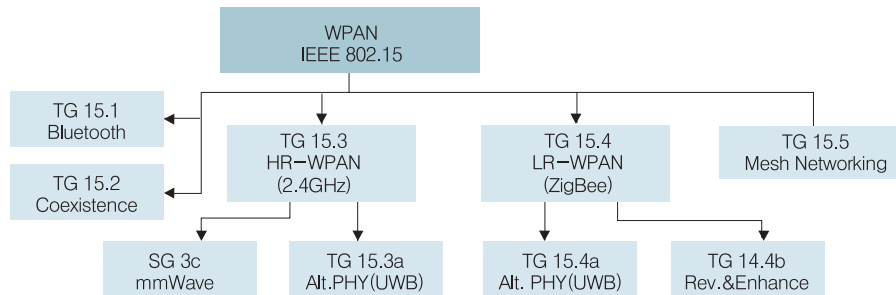 WPAN
IEEE 802.15
TG 15.1
Bluetooth
TG 15.2
Coexistence
TG 15.3
HR-WPAN
(2.4GHz)
TG 15.4
LR-WPAN
(ZigBee)
TG 15.5
Mesh Networking
SG 3c
mmWave
TG 15.3a
Alt.PHY(UWB)
TG 15.4a
Alt. PHY(UWB)
TG 14.4b
Rev.&Enhance